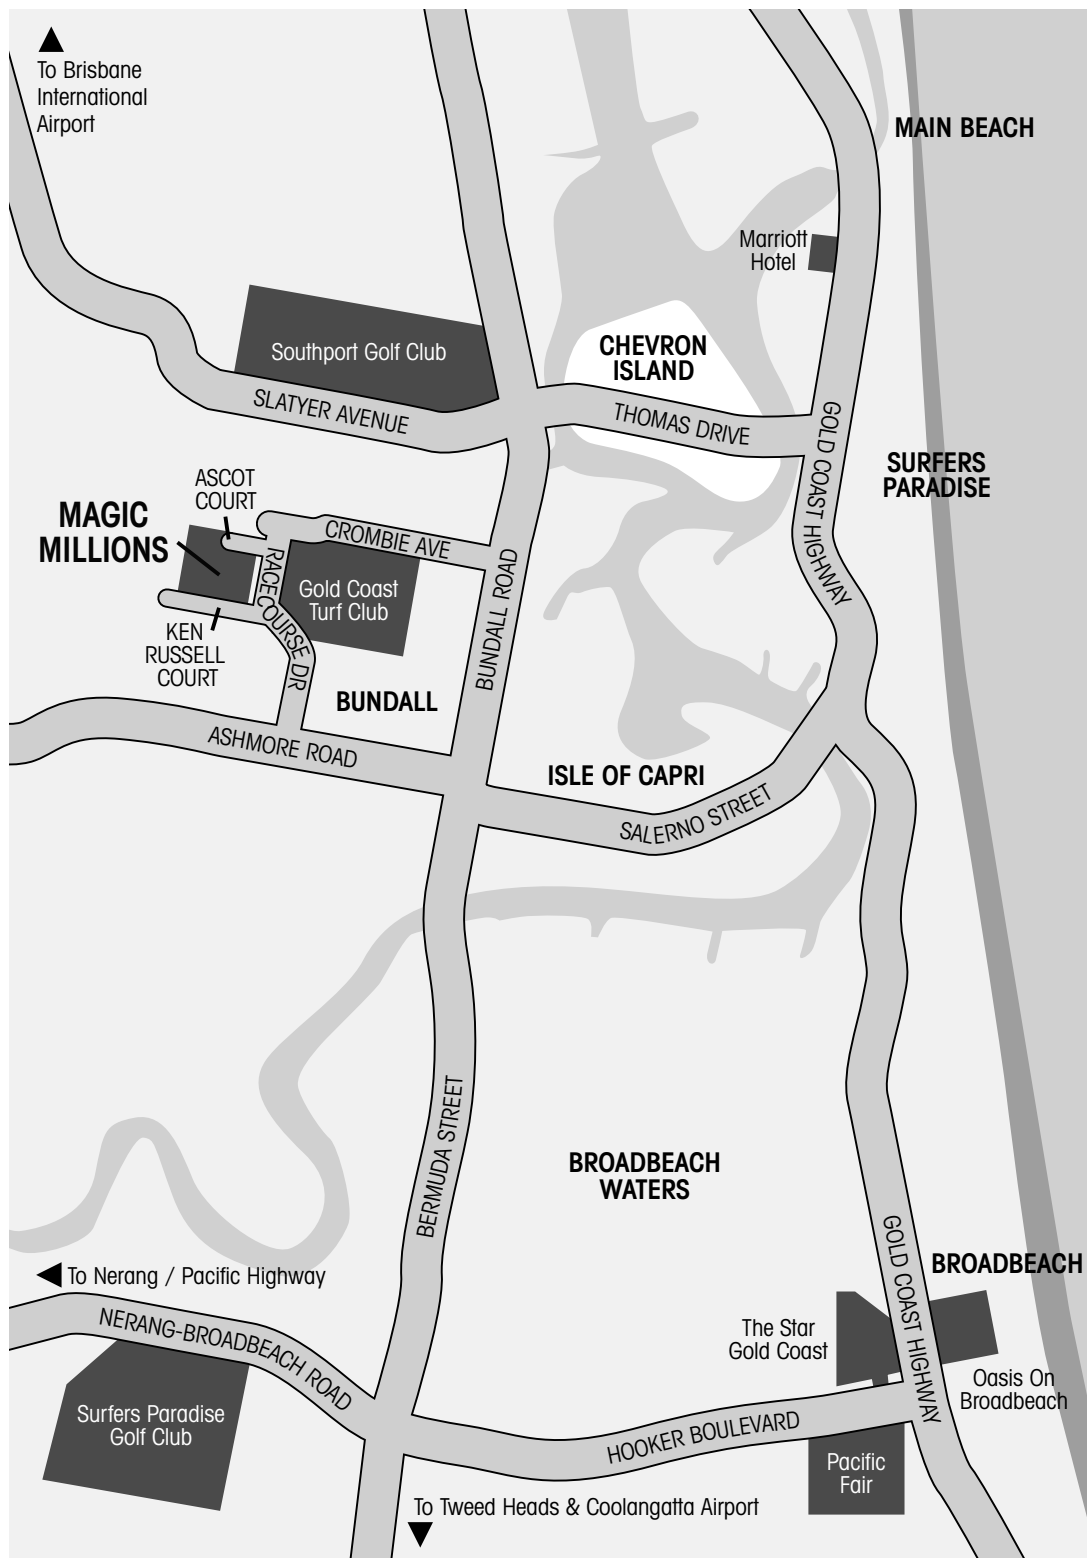 To Brisbane
International
Airport
MAIN BEACH
Marriott
Hotel
Southport Golf Club
CHEVRON
ISLAND
SLATYER AVENUE
THOMAS DRIVE
GOLD COAST HIGHWAY
SURFERS
PARADISE
ASCOT
COURT
MAGIC
MILLIONS
CROMBIE AVE
RACECOURSE DR
Gold Coast
Turf Club
BUNDALL ROAD
KEN
RUSSELL
COURT
BUNDALL
ASHMORE ROAD
ISLE OF CAPRI
SALERNO STREET
BERMUDA STREET
BROADBEACH
WATERS
GOLD COAST HIGHWAY
BROADBEACH
To Nerang / Pacific Highway
NERANG-BROADBEACH ROAD
The Star
Gold Coast
Oasis On
Broadbeach
Surfers Paradise
Golf Club
HOOKER BOULEVARD
Pacific
Fair
To Tweed Heads & Coolangatta Airport